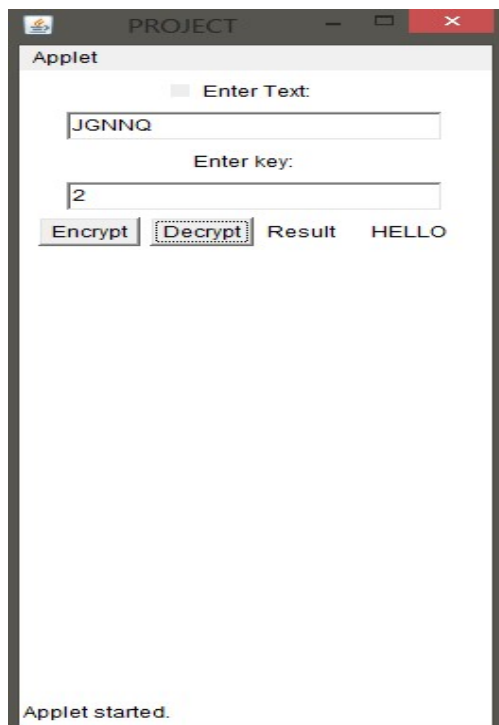 PROJECT
Applet
Enter Text:
JGNNQ
Enter key:
2
Encrypt Decrypt Result HELLO
Applet started.